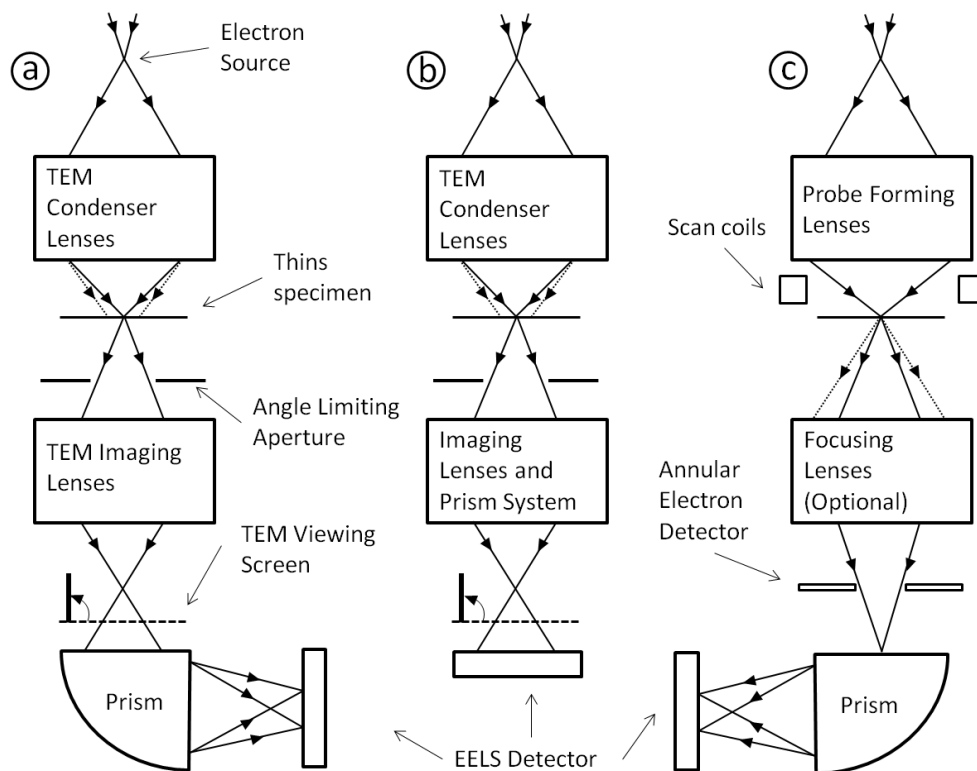 a
Electron
Source
TEM
Condenser
Lenses
Thins
specimen
Angle Limiting
Aperture
TEM Imaging
Lenses
TEM Viewing
Screen
Prism
b
TEM
Condenser
Lenses
Imaging
Lenses and
Prism System
EELS Detector
c
Probe Forming
Lenses
Scan coils
Focusing
Lenses
(Optional)
Annular
Electron
Detector
Prism